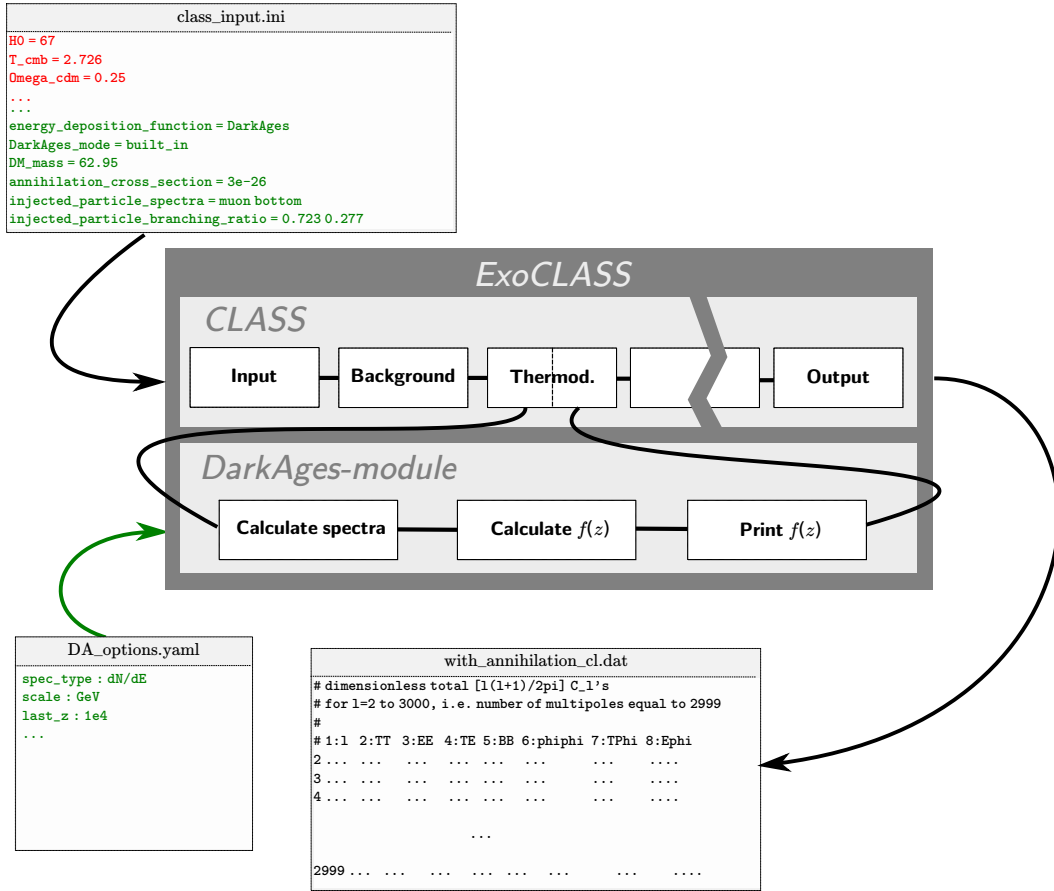 class_input.ini
H0 = 67
T_cmb = 2.726
Omega_cdm = 0.25
...
...
energy_deposition_function = DarkAges
DarkAges_mode = built_in
DM_mass = 62.95
annihilation_cross_section = 3e-26
injected_particle_spectra = muon bottom
injected_particle_branching_ratio = 0.723 0.277
ExoCLASS
CLASS
Input
Background
Thermod.
Output
DarkAges-module
Calculate spectra
Calculate f(z)
Print f(z)
DA_options.yaml
spec_type : dN/dE
scale : GeV
last_z : 1e4
...
with_annihilation_cl.dat
# dimensionless total [l(l+1)/2pi] C_l's
# for l=2 to 3000, i.e. number of multipoles equal to 2999
#
# 1:l 2:TT 3:EE 4:TE 5:BB 6:phiphi 7:TPhi 8:Ephi
2 ... ... ... ... ... ... ... ....
3 ... ... ... ... ... ... ... ....
4 ... ... ... ... ... ... ... ....
...
2999 ... ... ... ... ... ... ... ....